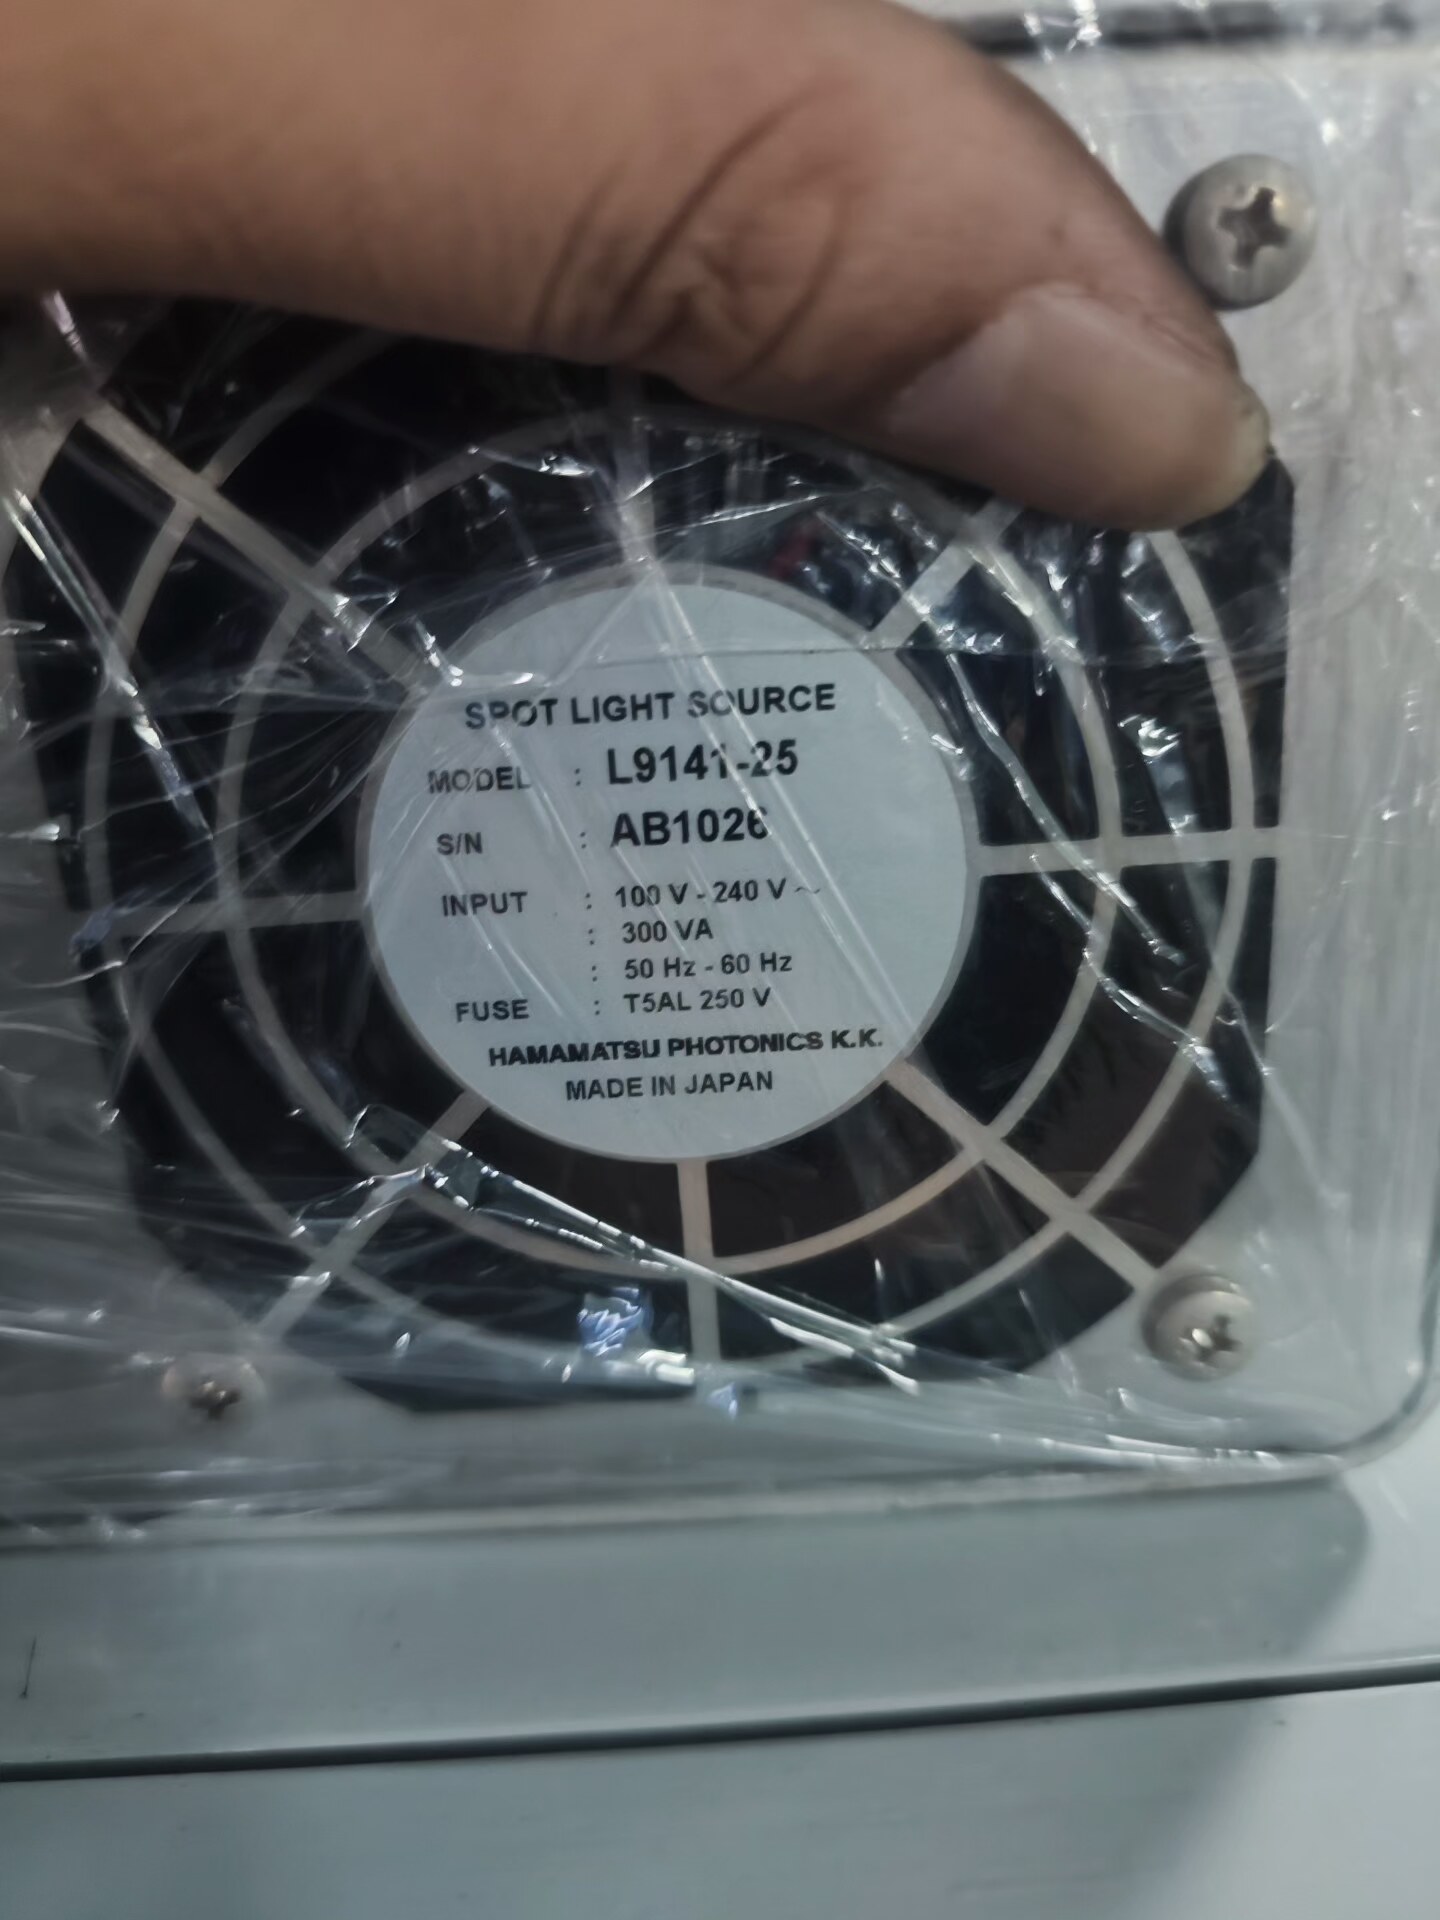 SPOT LIGHT SOURCE
MODEL : L9141-25
S/N : AB1026
INPUT : 100 V - 240 V ~
: 300 VA
: 50 Hz - 60 Hz
FUSE : T5AL 250 V
HAMAMATSU PHOTONICS K.K.
MADE IN JAPAN